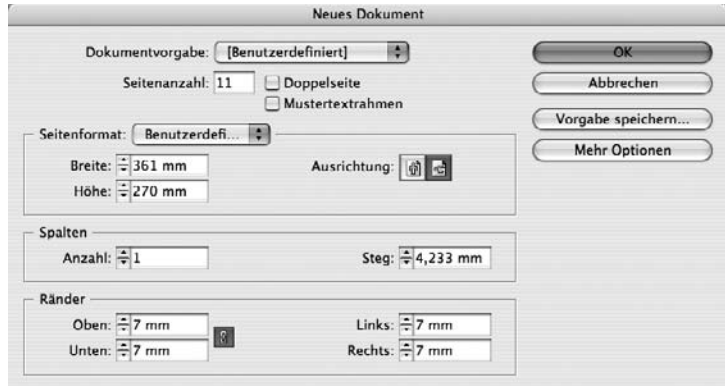 Neues Dokument
Dokumentvorgabe: [Benutzerdefiniert]
OK
Seitenanzahl: 11 Doppelseite
Abbrechen
Mustertextrahmen
Vorgabe speichern...
Seitenformat: Benutzerdefi...
Mehr Optionen
Breite: 361 mm Ausrichtung:
Höhe: 270 mm
Spalten
Anzahl: 1 Steg: 4,233 mm
Ränder
Oben: 7 mm Links: 7 mm
Unten: 7 mm Rechts: 7 mm